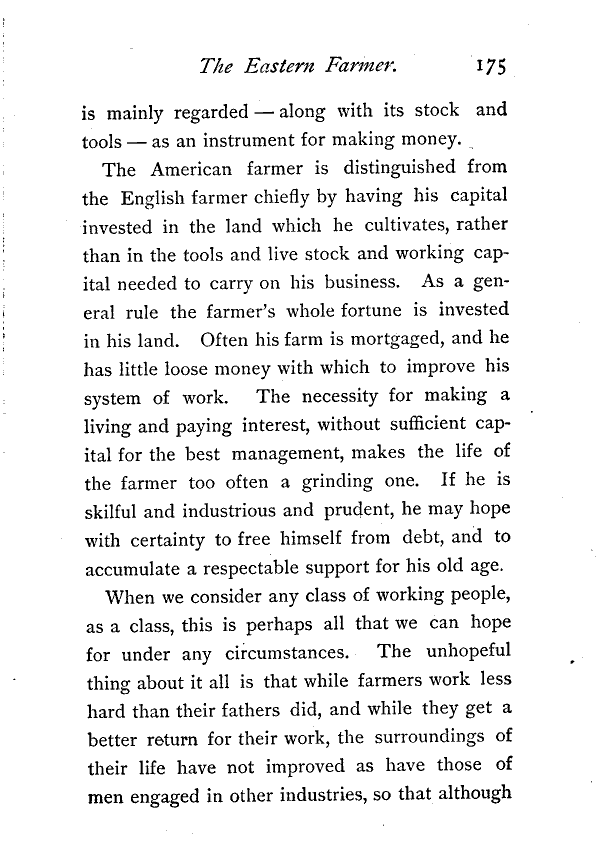 The Eastern Farmer. 175
is mainly regarded — along with its stock and
tools — as an instrument for making money.
The American farmer is distinguished from
the English farmer chiefly by having his capital
invested in the land which he cultivates, rather
than in the tools and live stock and working cap-
ital needed to carry on his business. As a gen-
eral rule the farmer's whole fortune is invested
in his land. Often his farm is mortgaged, and he
has little loose money with which to improve his
system of work. The necessity for making a
living and paying interest, without sufficient cap-
ital for the best management, makes the life of
the farmer too often a grinding one. If he is
skilful and industrious and prudent, he may hope
with certainty to free himself from debt, and to
accumulate a respectable support for his old age.
When we consider any class of working people,
as a class, this is perhaps all that we can hope
for under any circumstances. The unhopeful
thing about it all is that while farmers work less
hard than their fathers did, and while they get a
better return for their work, the surroundings of
their life have not improved as have those of
men engaged in other industries, so that although